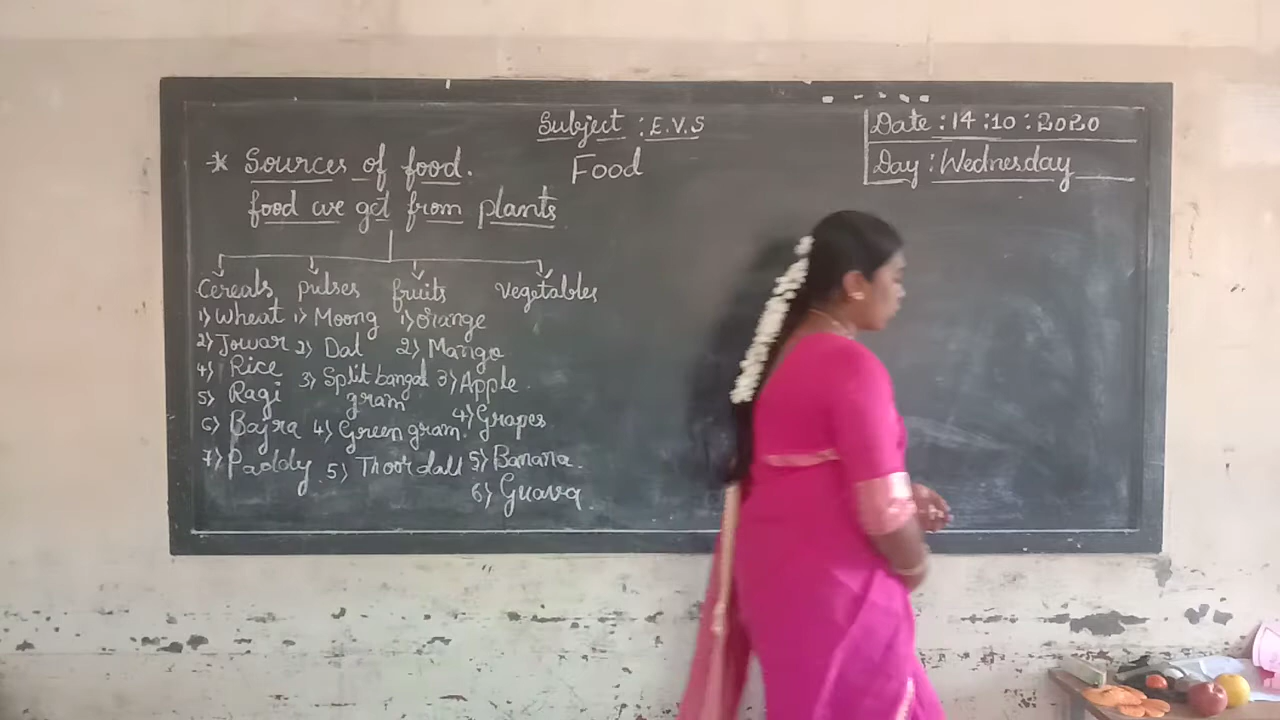 Subject : E.V.S
Date : 14 : 10 : 2020
* Sources of food.
Food
Day : Wednesday
food we get from plants
Cereals pulses fruits vegetables
1) Wheat 1) Moong 1) Orange
2) Jowar 2) Dal 2) Mango
4) Rice 3) Split bangal 3) Apple
5) Ragi gram 4) Grapes
6) Bajra 4) Green gram.
7) Paddy 5) Thoor dall 5) Banana
6) Guava